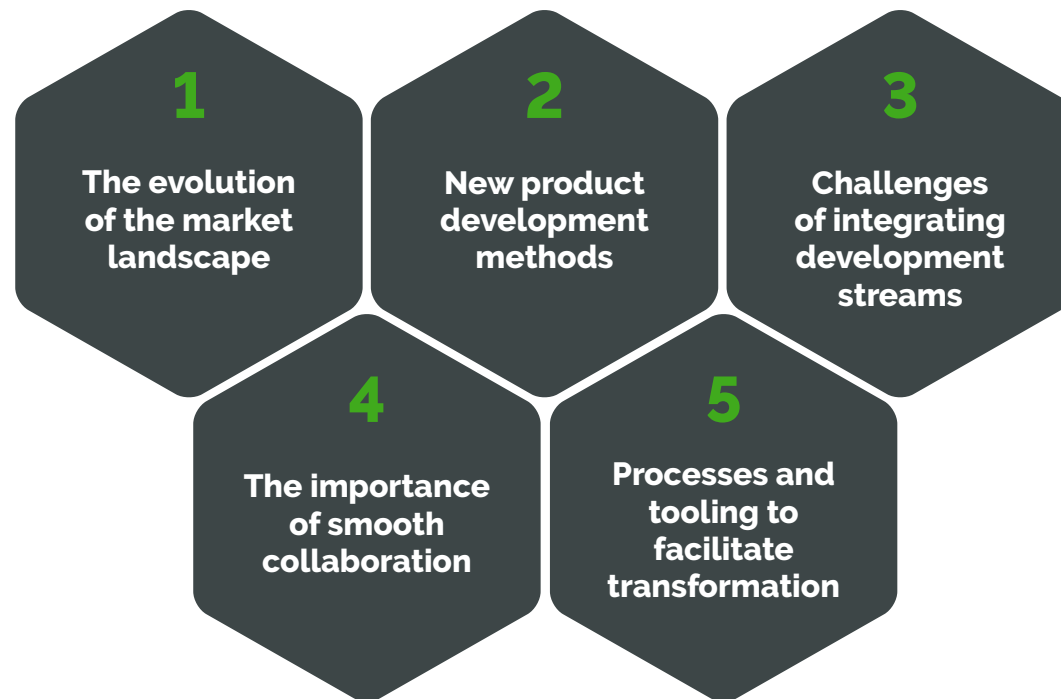 1
The evolution
of the market
landscape
2
New product
development
methods
3
Challenges
of integrating
development
streams
4
The importance
of smooth
collaboration
5
Processes and
tooling to
facilitate
transformation